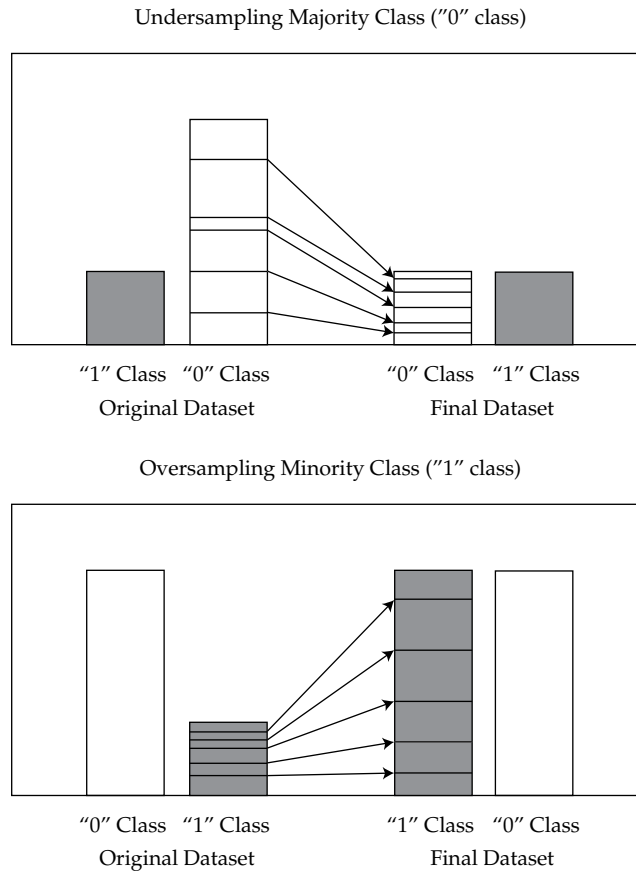 Undersampling Majority Class (”0” class)
“1” Class “0” Class “0” Class “1” Class
Original Dataset Final Dataset
Oversampling Minority Class (”1” class)
“0” Class “1” Class “1” Class “0” Class
Original Dataset Final Dataset